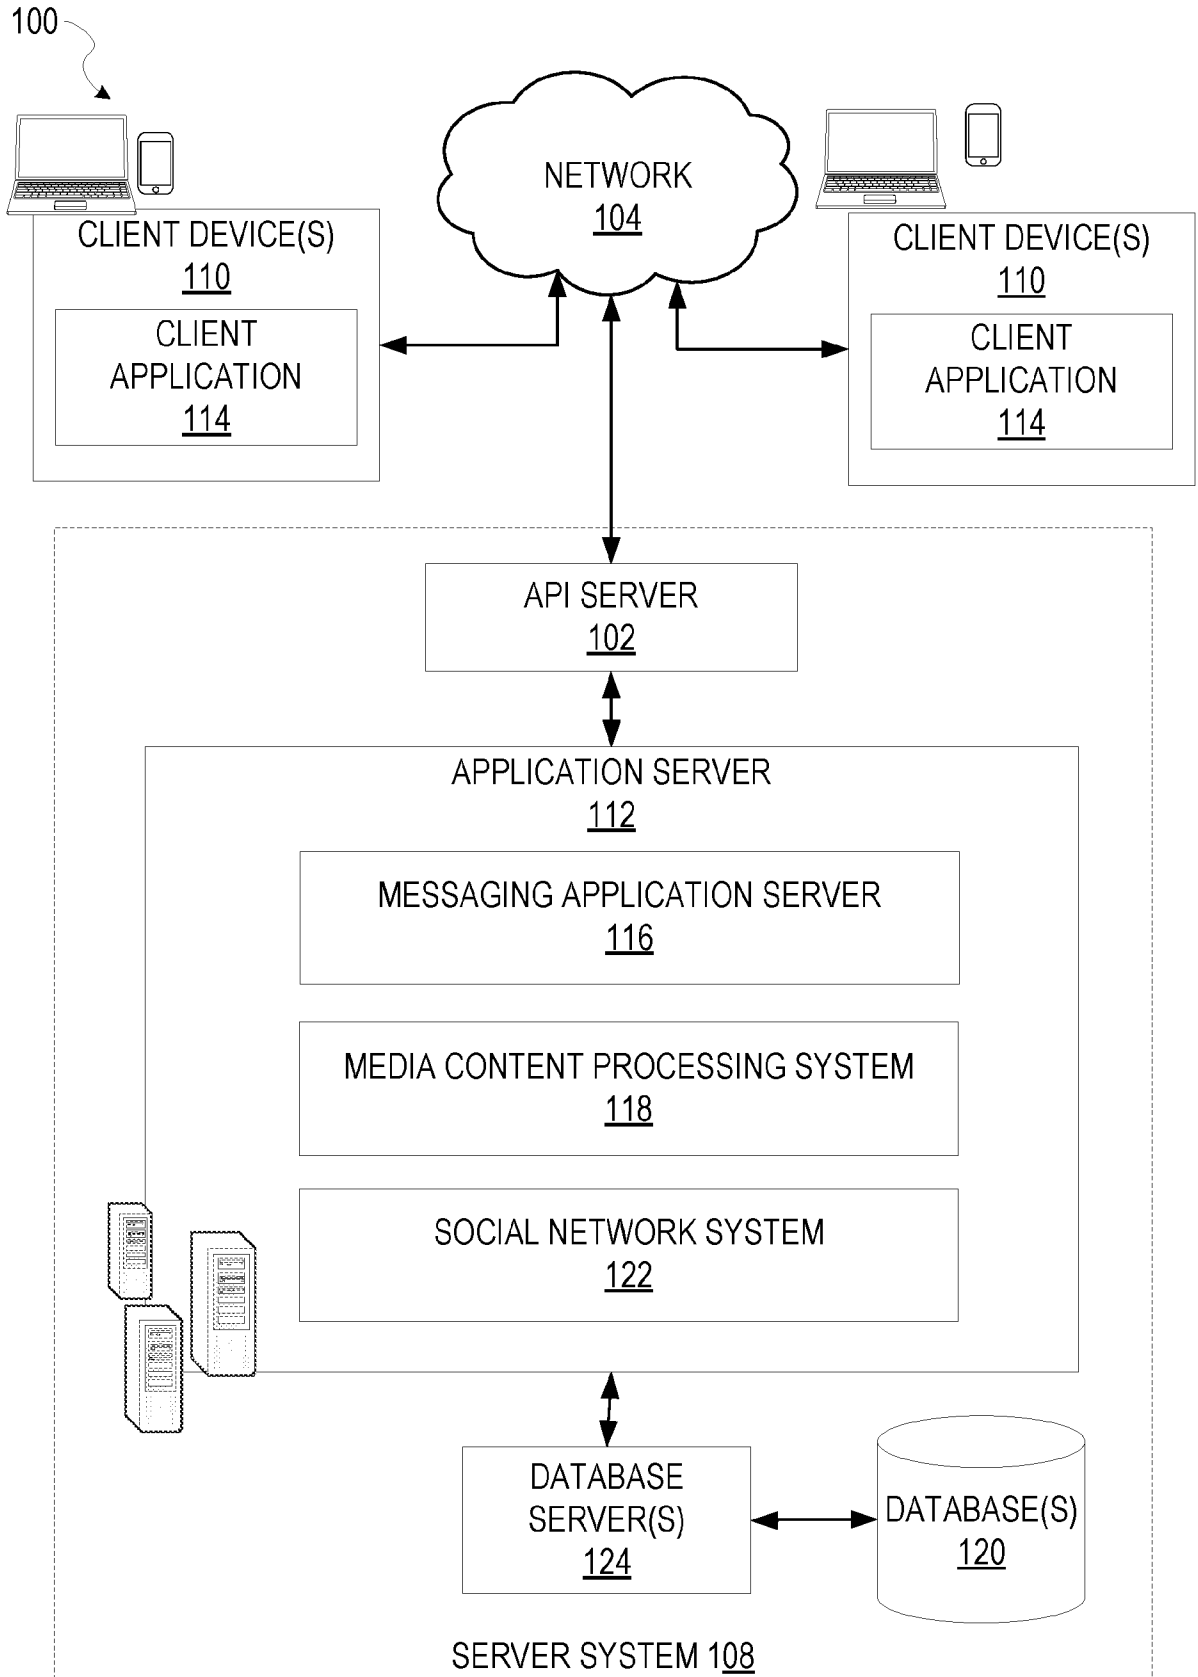 100
NETWORK
104
CLIENT DEVICE(S)
110
CLIENT
APPLICATION
114
CLIENT DEVICE(S)
110
CLIENT
APPLICATION
114
API SERVER
102
APPLICATION SERVER
112
MESSAGING APPLICATION SERVER
116
MEDIA CONTENT PROCESSING SYSTEM
118
SOCIAL NETWORK SYSTEM
122
DATABASE
SERVER(S)
124
DATABASE(S)
120
SERVER SYSTEM 108